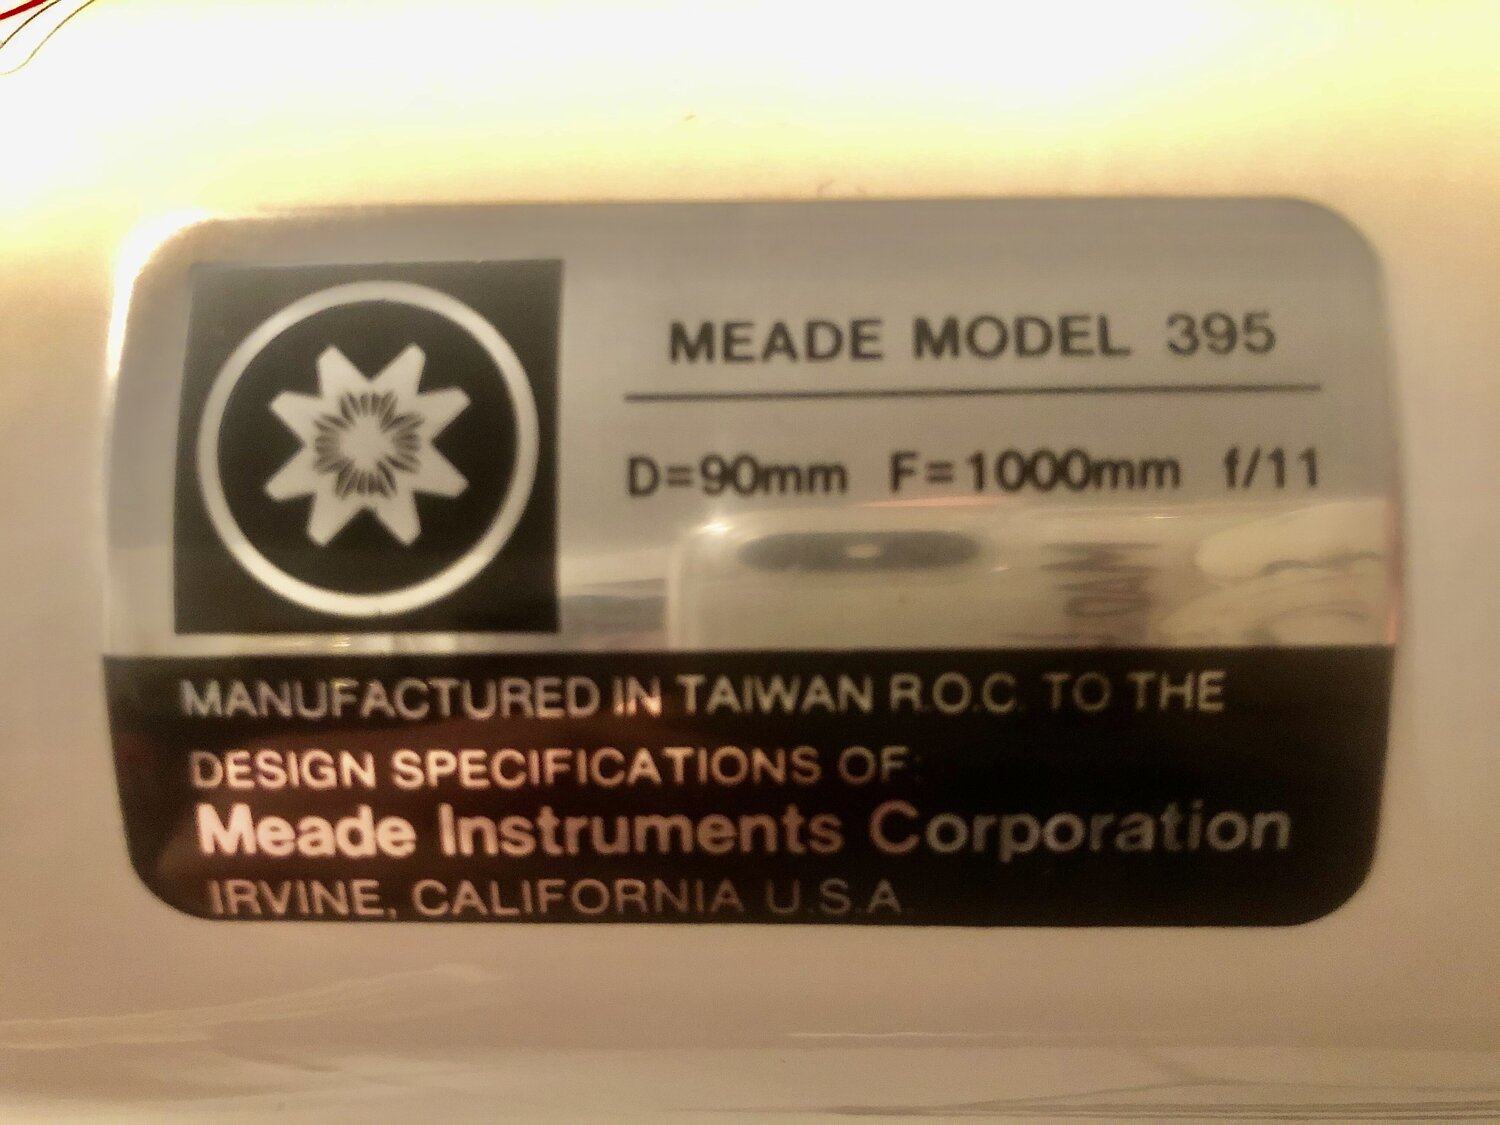 MEADE MODEL 395
D=90mm F=1000mm f/11
MANUFACTURED IN TAIWAN R.O.C. TO THE
DESIGN SPECIFICATIONS OF:
Meade Instruments Corporation
IRVINE, CALIFORNIA U.S.A.